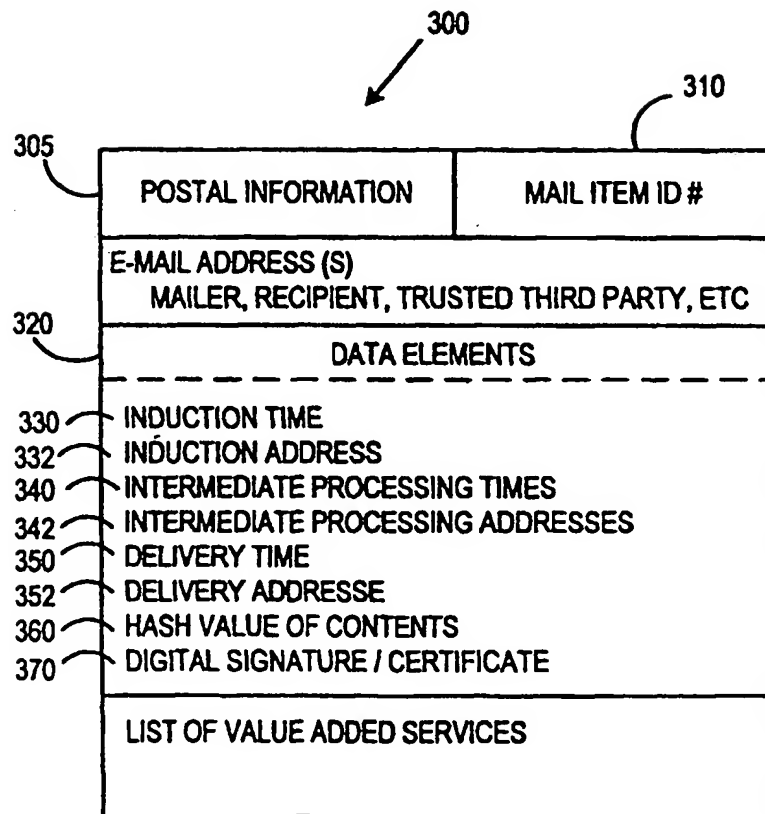 300
310
305
POSTAL INFORMATION
MAIL ITEM ID #
E-MAIL ADDRESS (S)
MAILER, RECIPIENT, TRUSTED THIRD PARTY, ETC
320
DATA ELEMENTS
330 INDUCTION TIME
332 INDUCTION ADDRESS
340 INTERMEDIATE PROCESSING TIMES
342 INTERMEDIATE PROCESSING ADDRESSES
350 DELIVERY TIME
352 DELIVERY ADDRESSE
360 HASH VALUE OF CONTENTS
370 DIGITAL SIGNATURE / CERTIFICATE
LIST OF VALUE ADDED SERVICES